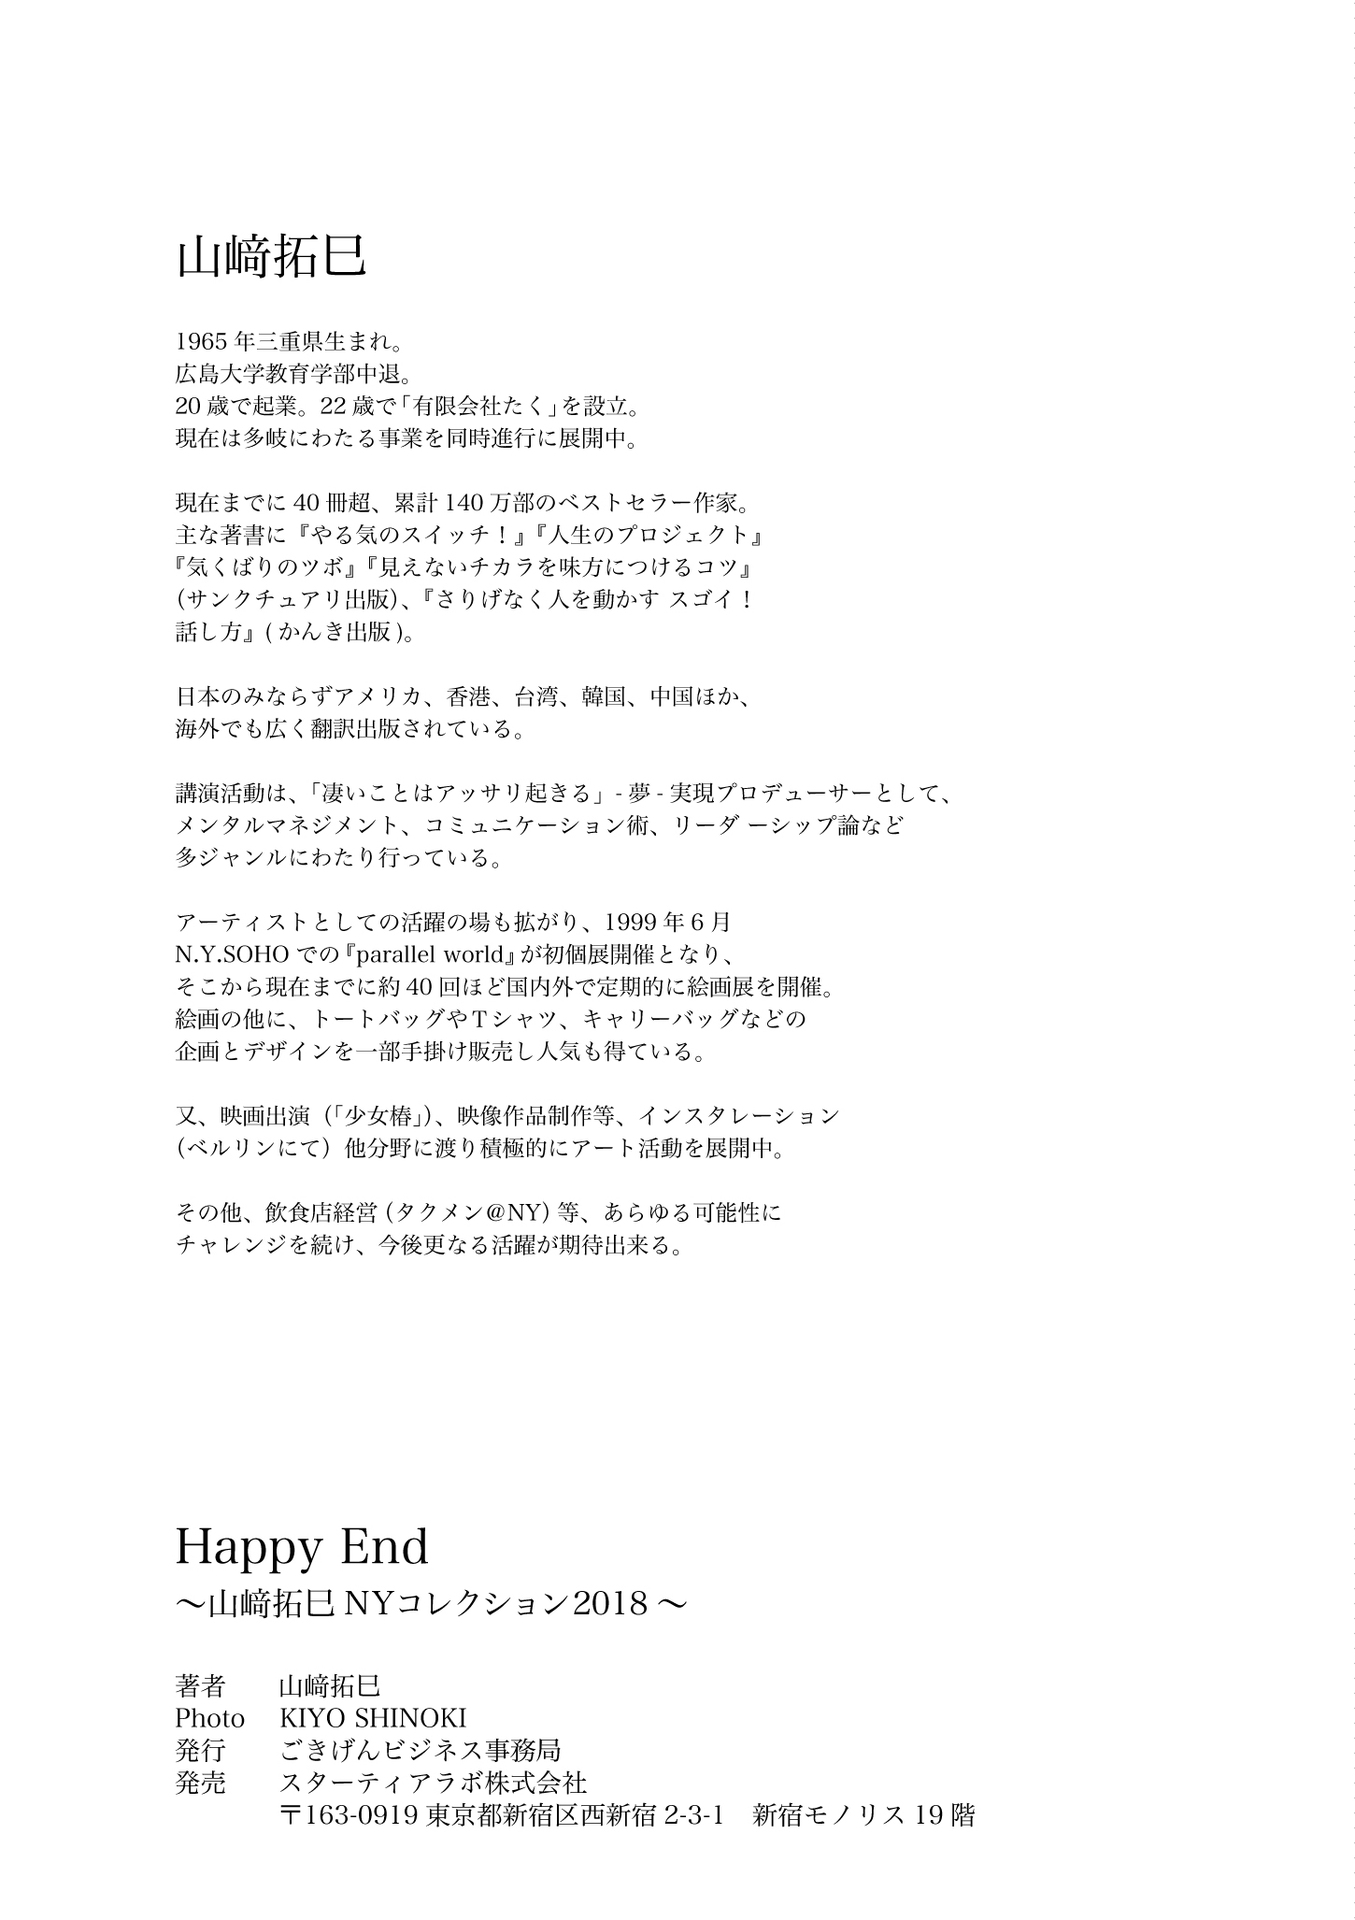 山﨑拓巳
1965 年三重県生まれ。
広島大学教育学部中退。
20 歳で起業。22 歳で「有限会社たく」を設立。
現在は多岐にわたる事業を同時進行に展開中。
現在までに 40 冊超、累計 140 万部のベストセラー作家。
主な著書に『やる気のスイッチ！』『人生のプロジェクト』
『気くばりのツボ』『見えないチカラを味方につけるコツ』
（サンクチュアリ出版）、『さりげなく人を動かす スゴイ！
話し方』( かんき出版 )。
日本のみならずアメリカ、香港、台湾、韓国、中国ほか、
海外でも広く翻訳出版されている。
講演活動は、「凄いことはアッサリ起きる」- 夢 - 実現プロデューサーとして、
メンタルマネジメント、コミュニケーション術、リーダ ーシップ論など
多ジャンルにわたり行っている。
アーティストとしての活躍の場も拡がり、1999 年 6 月
N.Y.SOHO での『parallel world』が初個展開催となり、
そこから現在までに約 40 回ほど国内外で定期的に絵画展を開催。
絵画の他に、トートバッグやTシャツ、キャリーバッグなどの
企画とデザインを一部手掛け販売し人気も得ている。
又、映画出演（「少女椿」）、映像作品制作等、インスタレーション
（ベルリンにて）他分野に渡り積極的にアート活動を展開中。
その他、飲食店経営（タクメン＠NY）等、あらゆる可能性に
チャレンジを続け、今後更なる活躍が期待出来る。
Happy End
～山﨑拓巳 NYコレクション2018 ～
著者 山﨑拓巳
Photo KIYO SHINOKI
発行 ごきげんビジネス事務局
発売 スターティアラボ株式会社
〒163-0919 東京都新宿区西新宿 2-3-1　新宿モノリス 19 階